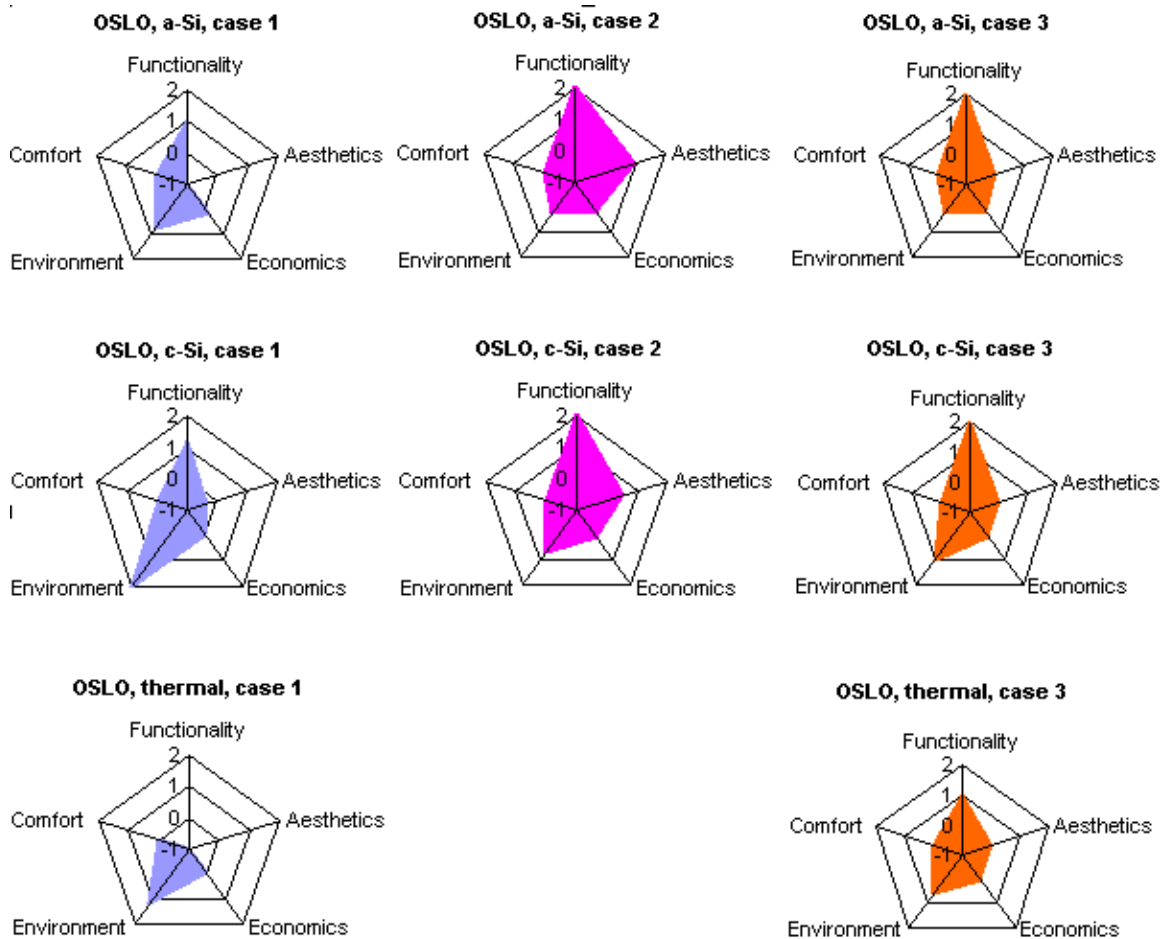 OSLO, a-Si, case 1
Functionality
2
1
0
-1
Comfort
Aesthetics
Environment
Economics
OSLO, a-Si, case 2
Functionality
2
1
0
-1
Comfort
Aesthetics
Environment
Economics
OSLO, a-Si, case 3
Functionality
2
1
0
-1
Comfort
Aesthetics
Environment
Economics
OSLO, c-Si, case 1
Functionality
2
1
0
-1
Comfort
Aesthetics
Environment
Economics
OSLO, c-Si, case 2
Functionality
2
1
0
-1
Comfort
Aesthetics
Environment
Economics
OSLO, c-Si, case 3
Functionality
2
1
0
-1
Comfort
Aesthetics
Environment
Economics
OSLO, thermal, case 1
Functionality
2
1
0
-1
Comfort
Aesthetics
Environment
Economics
OSLO, thermal, case 3
Functionality
2
1
0
-1
Comfort
Aesthetics
Environment
Economics